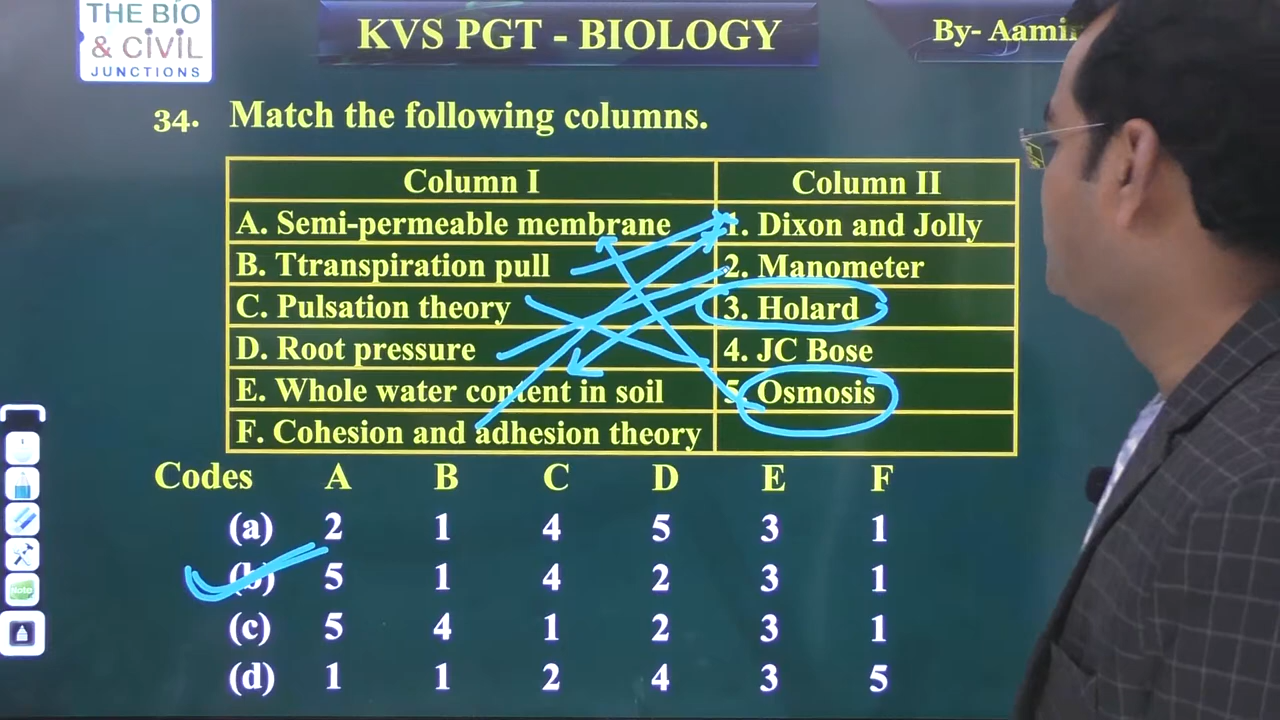 THE BIO
& CIVIL
JUNCTIONS
KVS PGT - BIOLOGY
By- Aamir
34. Match the following columns.
Column I Column II
A. Semi-permeable membrane 1. Dixon and Jolly
B. Ttranspiration pull 2. Manometer
C. Pulsation theory 3. Holard
D. Root pressure 4. JC Bose
E. Whole water content in soil 5. Osmosis
F. Cohesion and adhesion theory
Codes A B C D E F
(a) 2 1 4 5 3 1
(b) 5 1 4 2 3 1
(c) 5 4 1 2 3 1
(d) 1 1 2 4 3 5